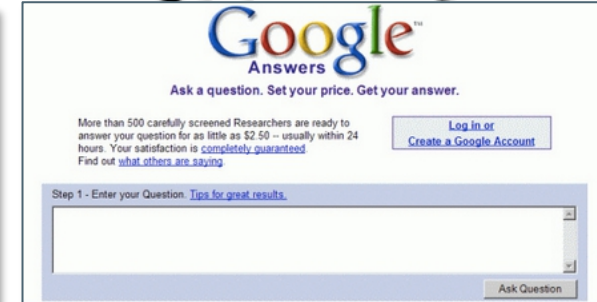 Google™
Answers
Ask a question. Set your price. Get your answer.
More than 500 carefully screened Researchers are ready to
answer your question for as little as $2.50 -- usually within 24
hours. Your satisfaction is completely guaranteed.
Find out what others are saying.
Log in or
Create a Google Account
Step 1 - Enter your Question. Tips for great results.
Ask Question